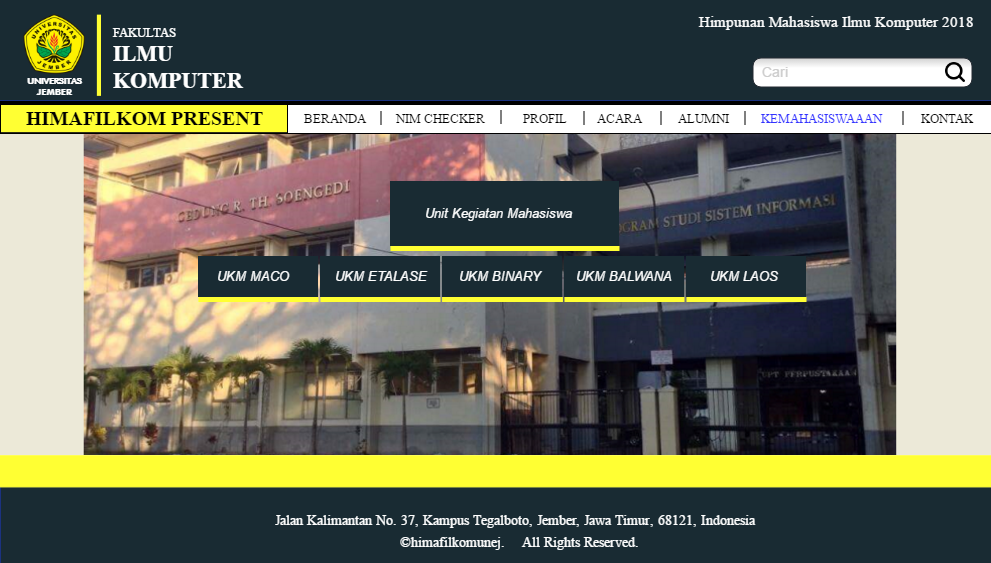 UNIVERSITAS
JEMBER
UNIVERSITAS
JEMBER
FAKULTAS
ILMU
KOMPUTER
Himpunan Mahasiswa Ilmu Komputer 2018
Cari
HIMAFILKOM PRESENT
BERANDA | NIM CHECKER | PROFIL | ACARA | ALUMNI | KEMAHASISWAAAN | KONTAK
GEDUNG R. TH. SOENGEDI
OGRAM STUDI SISTEM INFORMASI
Unit Kegiatan Mahasiswa
UKM MACO UKM ETALASE UKM BINARY UKM BALWANA UKM LAOS
UPT PERPUSTAKAAN
Jalan Kalimantan No. 37, Kampus Tegalboto, Jember, Jawa Timur, 68121, Indonesia
©himafilkomunej. All Rights Reserved.